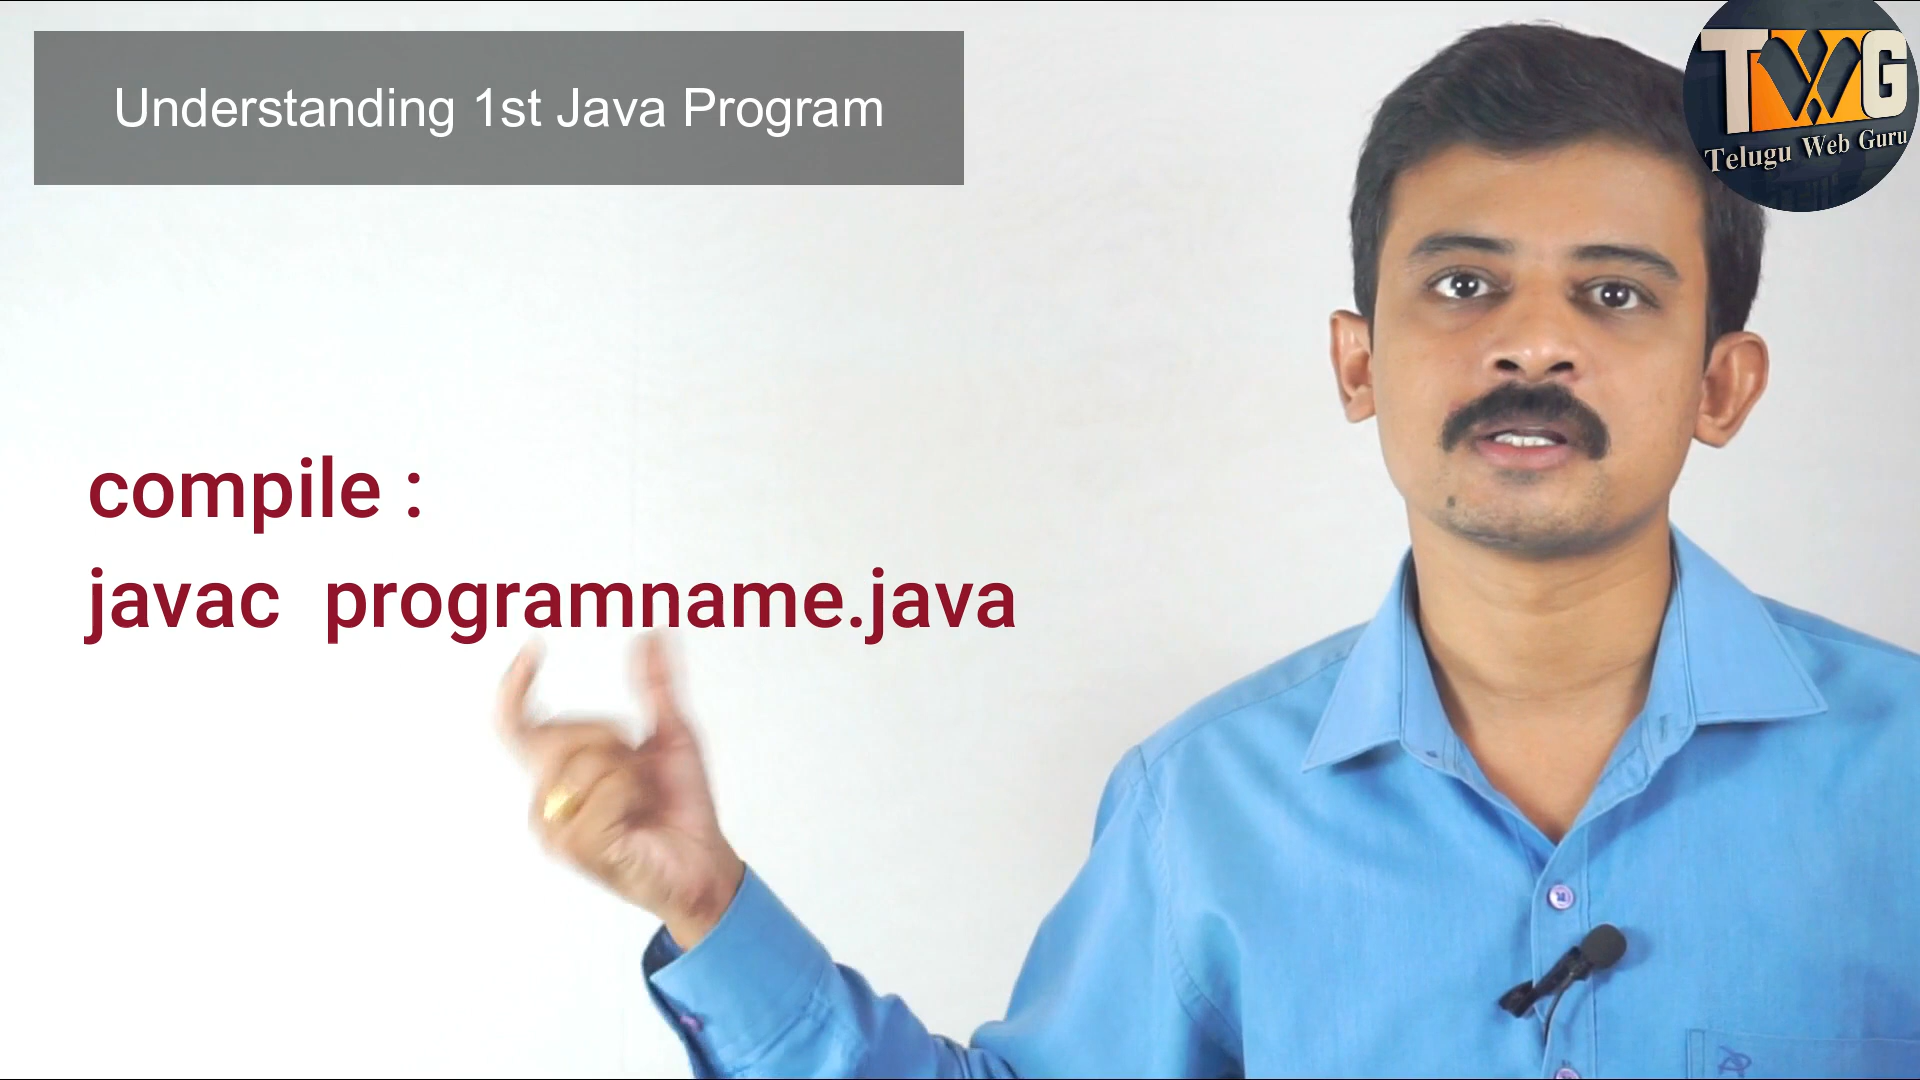 Understanding 1st Java Program
TWG
Telugu Web Guru
compile :
javac programname.java